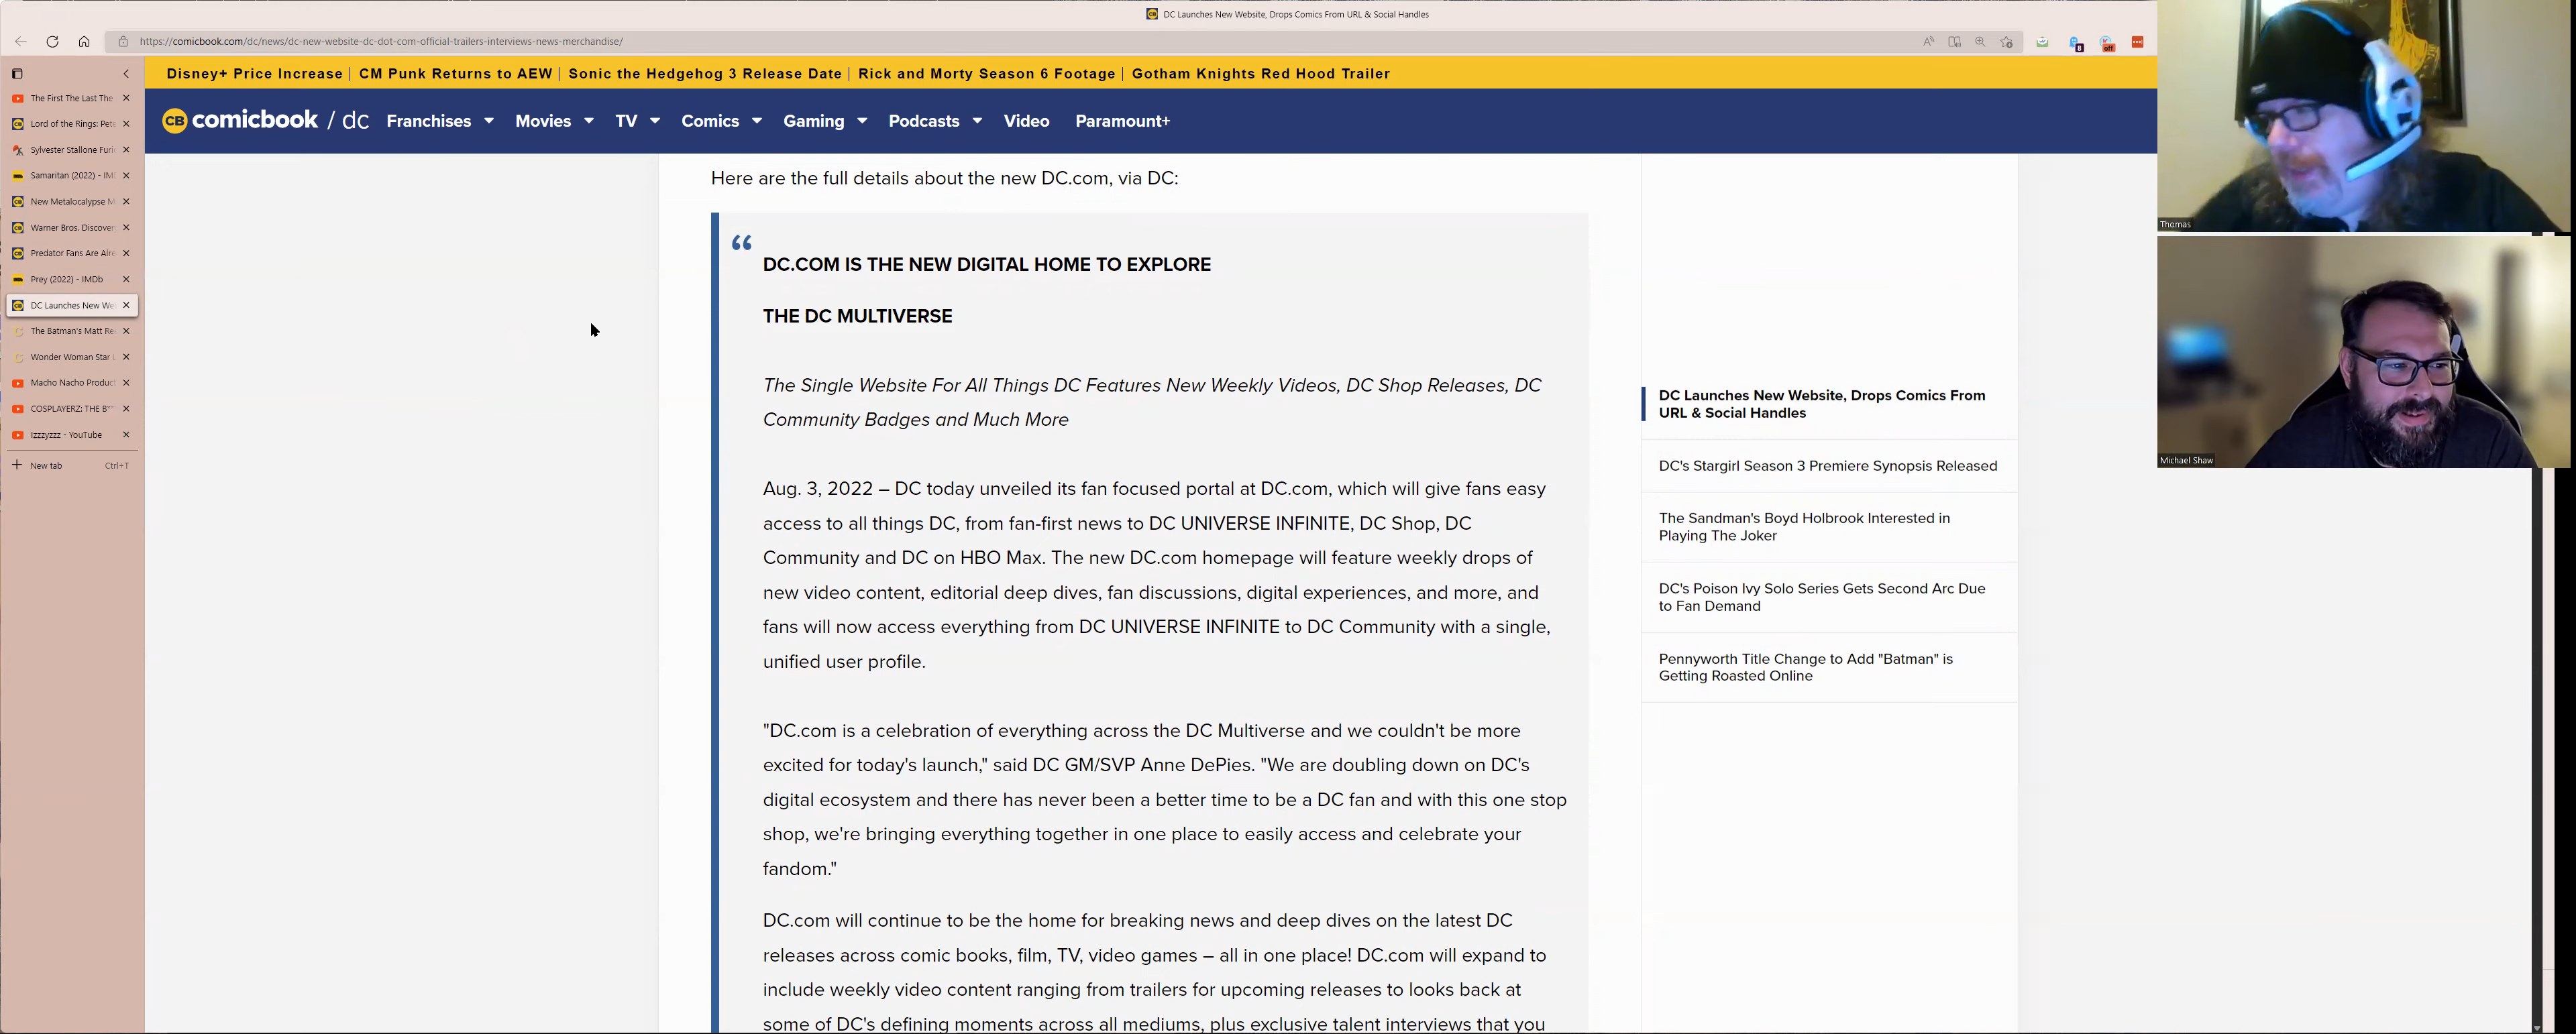 DC Launches New Website, Drops Comics From URL & Social Handles
https://comicbook.com/dc/news/dc-new-website-dc-dot-com-official-trailers-interviews-news-merchandise/
The First The Last The
Lord of the Rings: Pet
Sylvester Stallone Furi
Samaritan (2022) - IM
New Metalocalypse M
Warner Bros. Discover
Predator Fans Are Alre
Prey (2022) - IMDb
DC Launches New We
The Batman's Matt Re
Wonder Woman Star
Macho Nacho Produc
COSPLAYERZ: THE B
Izzzyzzz - YouTube
New tab Ctrl+T
Disney+ Price Increase | CM Punk Returns to AEW | Sonic the Hedgehog 3 Release Date | Rick and Morty Season 6 Footage | Gotham Knights Red Hood Trailer
CB comicbook / dc Franchises Movies TV Comics Gaming Podcasts Video Paramount+
Here are the full details about the new DC.com, via DC:
“
DC.COM IS THE NEW DIGITAL HOME TO EXPLORE
THE DC MULTIVERSE
The Single Website For All Things DC Features New Weekly Videos, DC Shop Releases, DC
Community Badges and Much More
Aug. 3, 2022 – DC today unveiled its fan focused portal at DC.com, which will give fans easy
access to all things DC, from fan-first news to DC UNIVERSE INFINITE, DC Shop, DC
Community and DC on HBO Max. The new DC.com homepage will feature weekly drops of
new video content, editorial deep dives, fan discussions, digital experiences, and more, and
fans will now access everything from DC UNIVERSE INFINITE to DC Community with a single,
unified user profile.
"DC.com is a celebration of everything across the DC Multiverse and we couldn't be more
excited for today's launch," said DC GM/SVP Anne DePies. "We are doubling down on DC's
digital ecosystem and there has never been a better time to be a DC fan and with this one stop
shop, we're bringing everything together in one place to easily access and celebrate your
fandom."
DC.com will continue to be the home for breaking news and deep dives on the latest DC
releases across comic books, film, TV, video games – all in one place! DC.com will expand to
include weekly video content ranging from trailers for upcoming releases to looks back at
some of DC's defining moments across all mediums, plus exclusive talent interviews that you
DC Launches New Website, Drops Comics From
URL & Social Handles
DC's Stargirl Season 3 Premiere Synopsis Released
The Sandman's Boyd Holbrook Interested in
Playing The Joker
DC's Poison Ivy Solo Series Gets Second Arc Due
to Fan Demand
Pennyworth Title Change to Add "Batman" is
Getting Roasted Online
Thomas
Michael Shaw
8
off